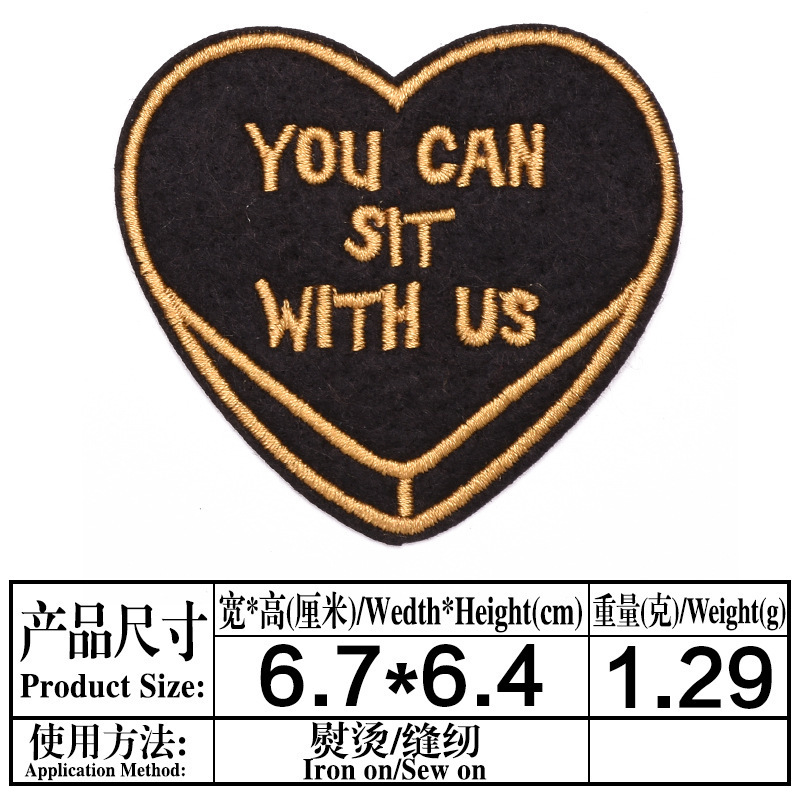 YOU CAN
SIT
WITH US
产品尺寸
Product Size:
宽*高(厘米)/Wedth*Height(cm)
6.7*6.4
重量(克)/Weight(g)
1.29
使用方法:
Application Method:
熨烫/缝纫
Iron on/Sew on